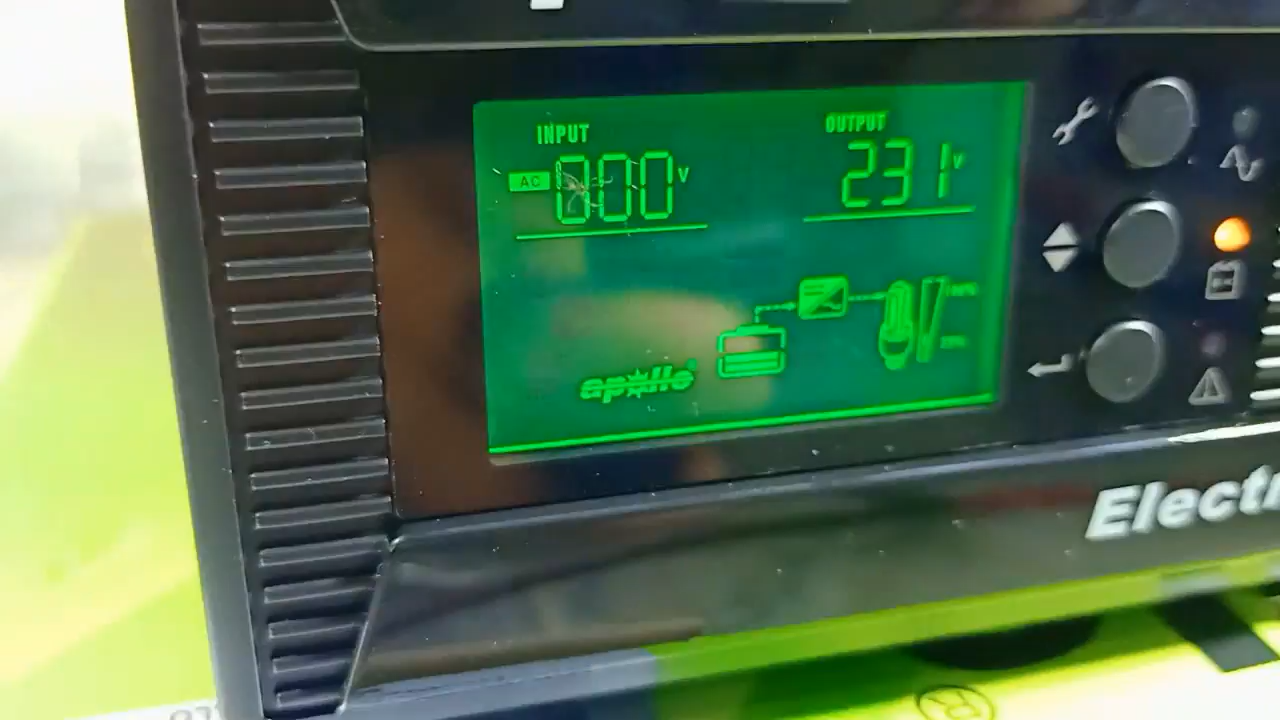 INPUT
AC 000 V
OUTPUT
231 V
apollo
Electr
R